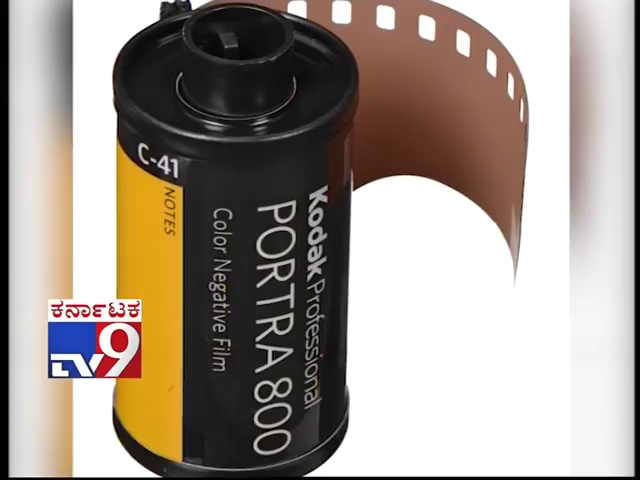 C-41
NOTES
Kodak Professional
PORTRA 800
Color Negative Film
ಕರ್ನಾಟಕ
TV9